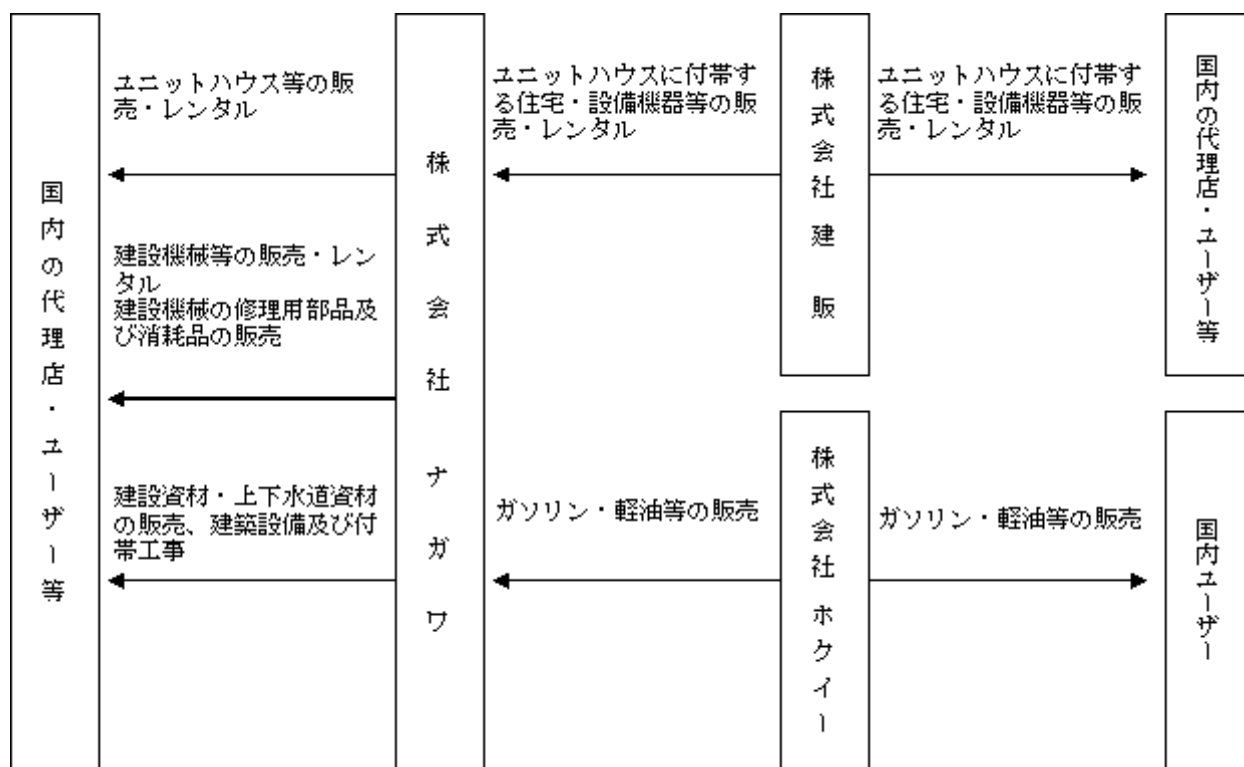 国内の代理店・ユーザー等
ユニットハウス等の販
売・レンタル
建設機械等の販売・レン
タル
建設機械の修理用部品及
び消耗品の販売
建設資材・上下水道資材
の販売、建築設備及び付
帯工事
株式会社ナガワ
ユニットハウスに付帯す
る住宅・設備機器等の販
売・レンタル
ガソリン・軽油等の販売
株式会社建販
株式会社ホクイー
ユニットハウスに付帯す
る住宅・設備機器等の販
売・レンタル
ガソリン・軽油等の販売
国内の代理店・ユーザー等
国内ユーザー